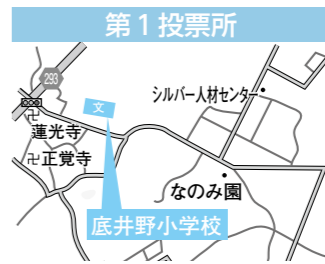 第1投票所
293
文
シルバー人材センター
卍
蓮光寺
卍正覚寺
なのみ園
底井野小学校